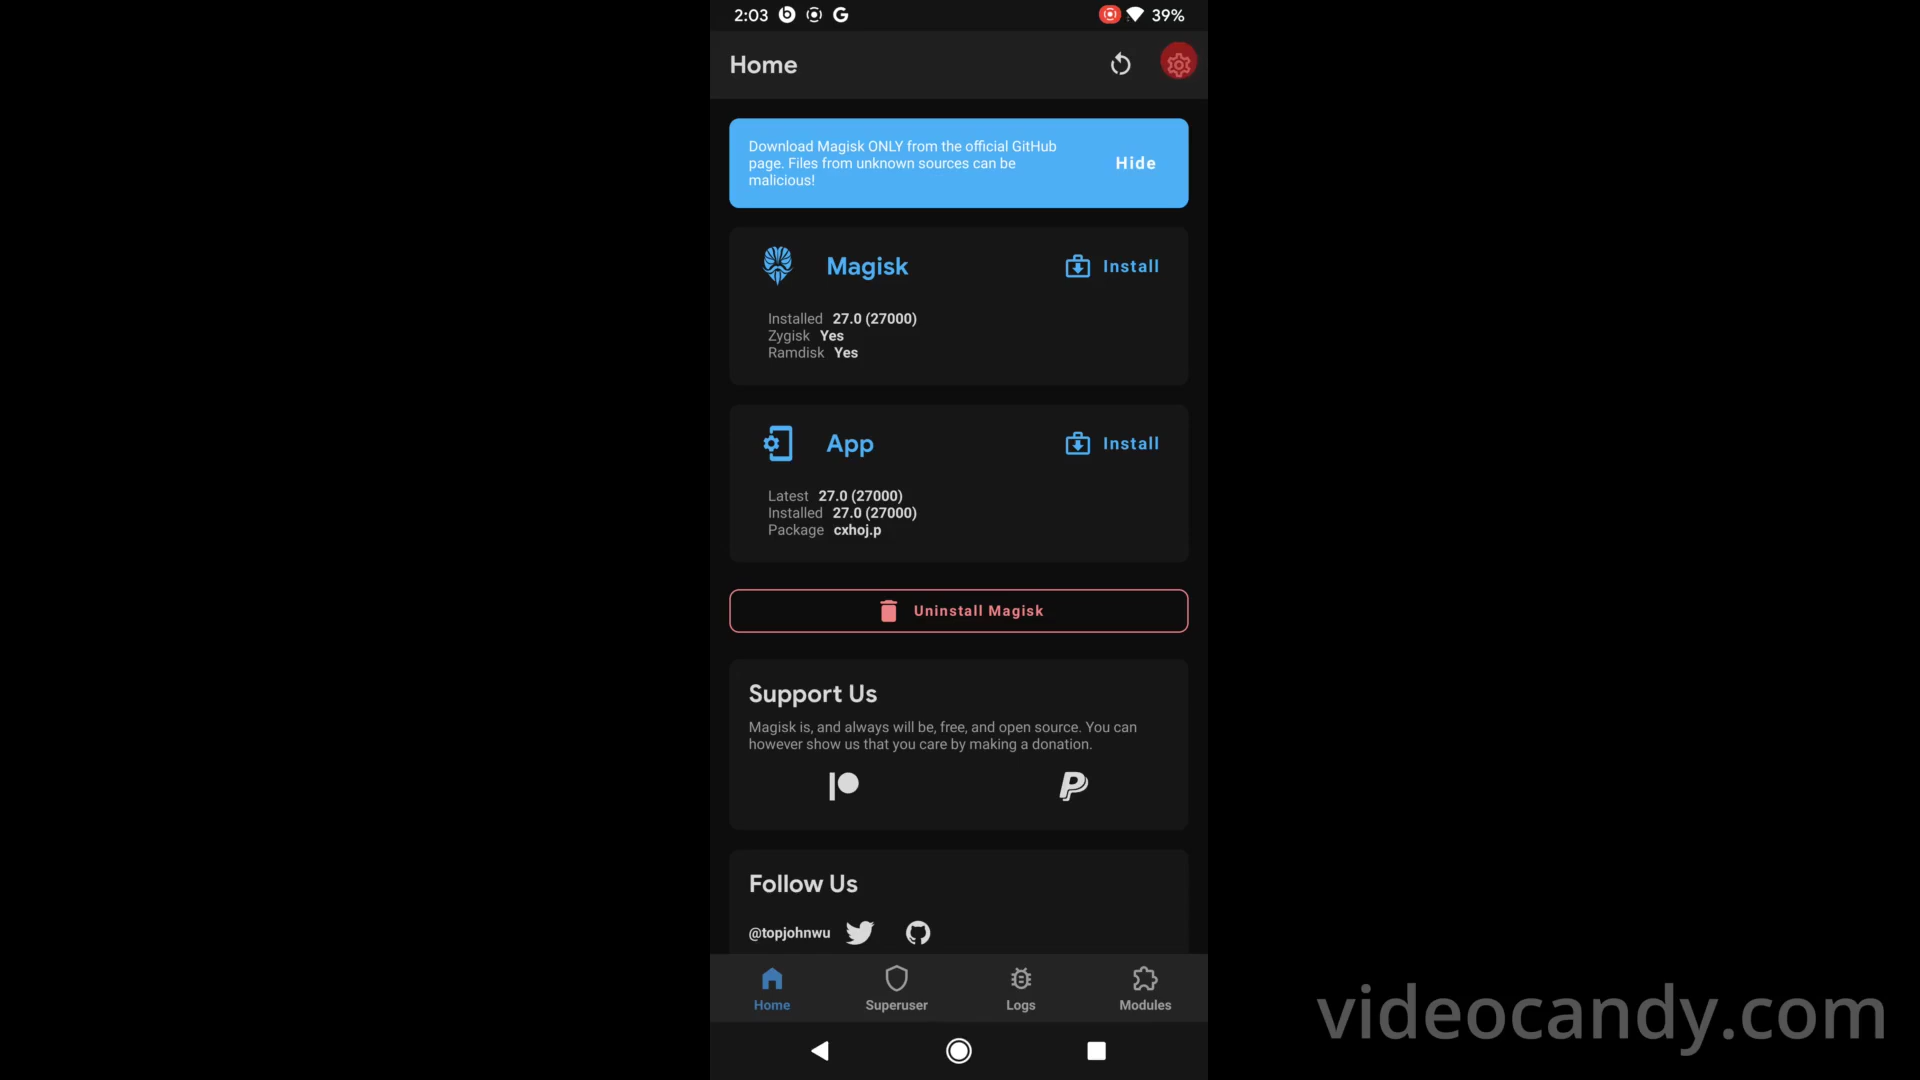 2:03 39%
Home
Download Magisk ONLY from the official GitHub
page. Files from unknown sources can be
malicious!
Hide
Magisk
Install
Installed 27.0 (27000)
Zygisk Yes
Ramdisk Yes
App
Install
Latest 27.0 (27000)
Installed 27.0 (27000)
Package cxhoj.p
Uninstall Magisk
Support Us
Magisk is, and always will be, free, and open source. You can
however show us that you care by making a donation.
Follow Us
@topjohnwu
Home Superuser Logs Modules
videocandy.com